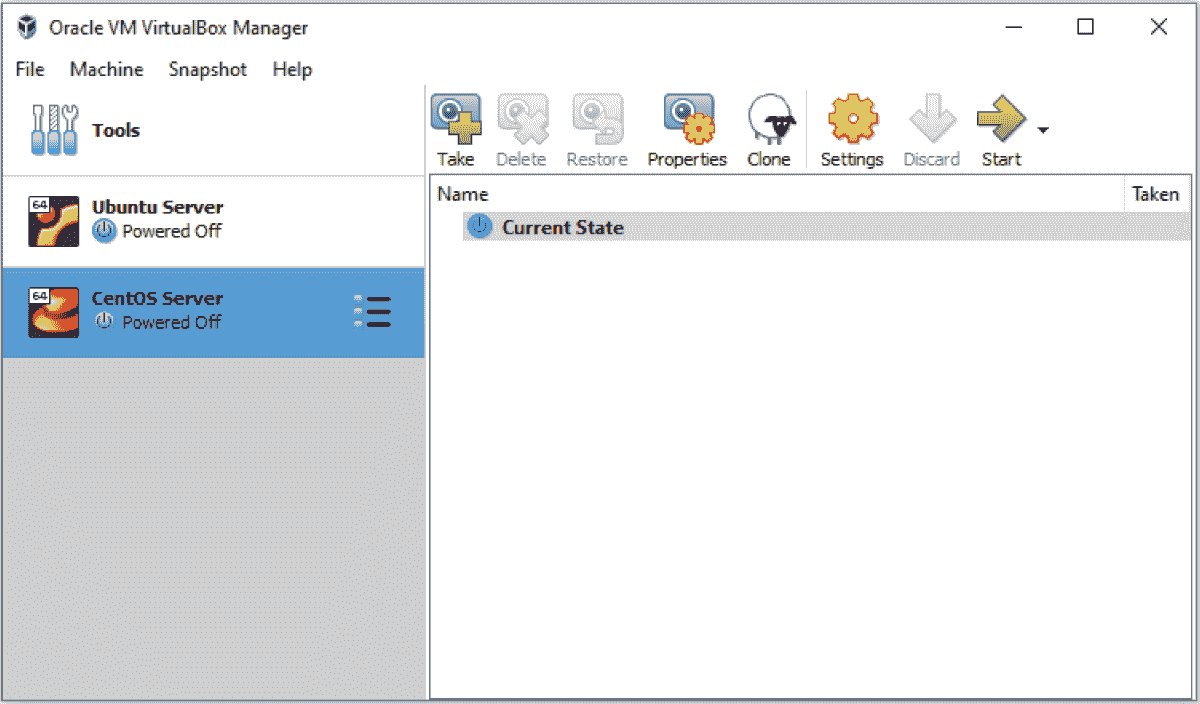 Oracle VM VirtualBox Manager
File Machine Snapshot Help
Tools
Take Delete Restore Properties Clone Settings Discard Start
64
Ubuntu Server
Powered Off
64
CentOS Server
Powered Off
Name Taken
Current State